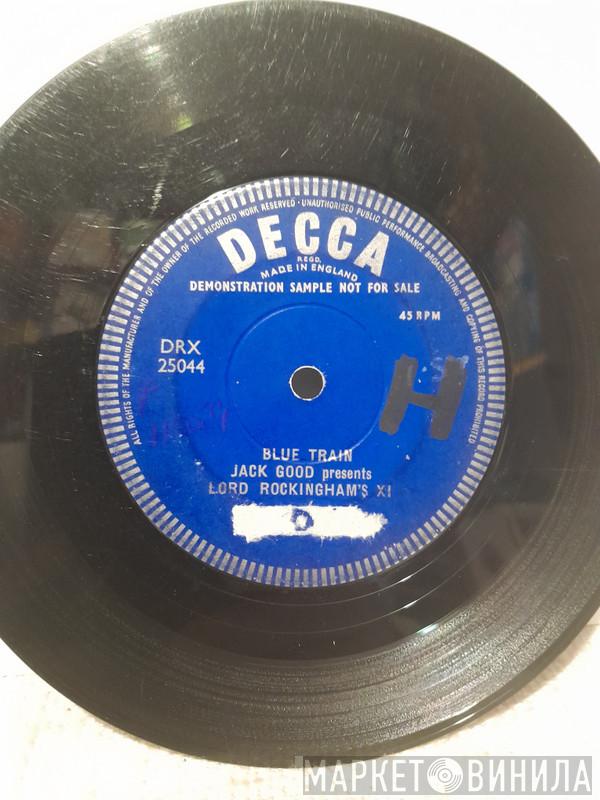 ALL RIGHTS OF THE MANUFACTURER AND OF THE OWNER OF THE RECORDED WORK RESERVED · UNAUTHORISED PUBLIC PERFORMANCE BROADCASTING AND COPYING OF THIS RECORD PROHIBITED
DECCA
REGD.
MADE IN ENGLAND
DEMONSTRATION SAMPLE NOT FOR SALE
45 RPM
DRX
25044
H
BLUE TRAIN
JACK GOOD presents
LORD ROCKINGHAM'S XI
D
МАРКЕТ ВИНИЛА